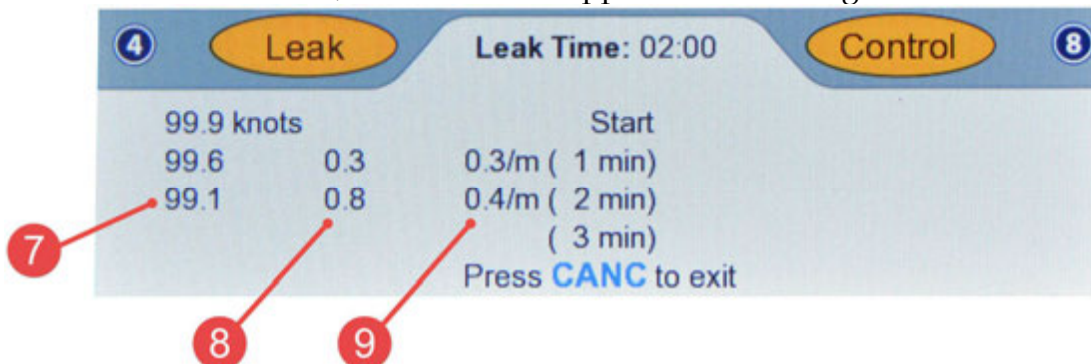 4 Leak Leak Time: 02:00 Control 8
99.9 knots Start
99.6 0.3 0.3/m ( 1 min)
99.1 0.8 0.4/m ( 2 min)
( 3 min)
Press CANC to exit
7
8 9